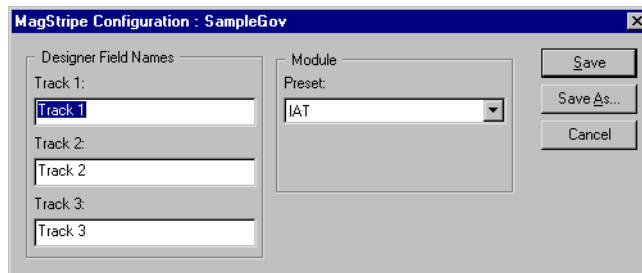 MagStripe Configuration : SampleGov
Designer Field Names
Track 1:
Track 1
Track 2:
Track 2
Track 3:
Track 3
Module
Preset:
IAT
Save
Save As...
Cancel